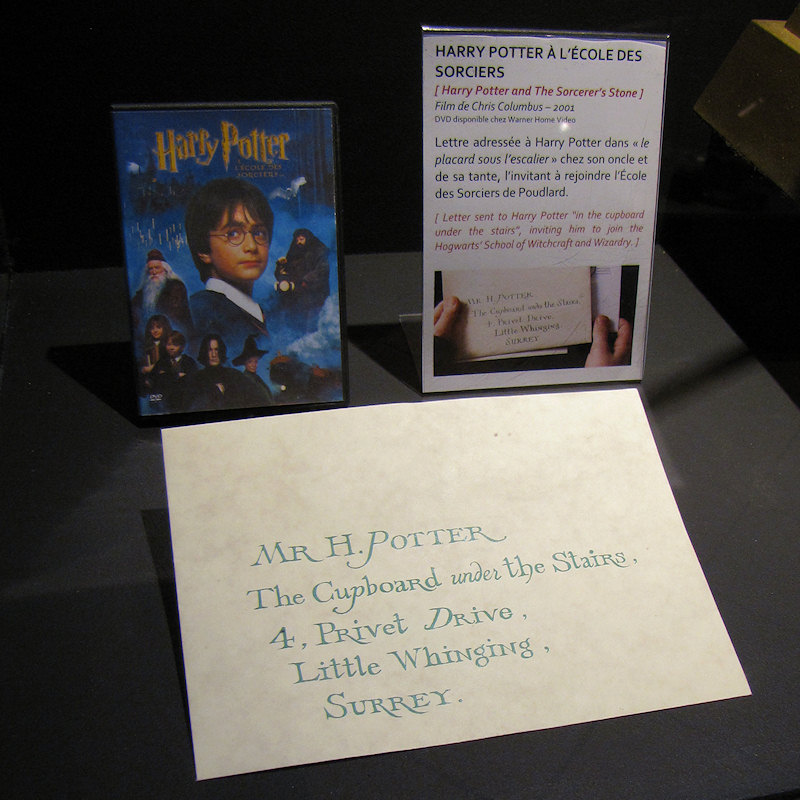 Harry Potter
À L'ÉCOLE DES
SORCIERS
DVD
HARRY POTTER À L'ÉCOLE DES
SORCIERS
[ Harry Potter and The Sorcerer's Stone ]
Film de Chris Columbus – 2001
DVD disponible chez Warner Home Video
Lettre adressée à Harry Potter dans « le
placard sous l'escalier » chez son oncle et
de sa tante, l'invitant à rejoindre l'École
des Sorciers de Poudlard.
[ Letter sent to Harry Potter "in the cupboard
under the stairs", inviting him to join the
Hogwarts' School of Witchcraft and Wizardry. ]
MR H. POTTER
The Cupboard under the Stairs,
4, Privet Drive,
Little Whinging,
SURREY
MR H. POTTER
The Cupboard under the Stairs,
4, Privet Drive,
Little Whinging,
SURREY.